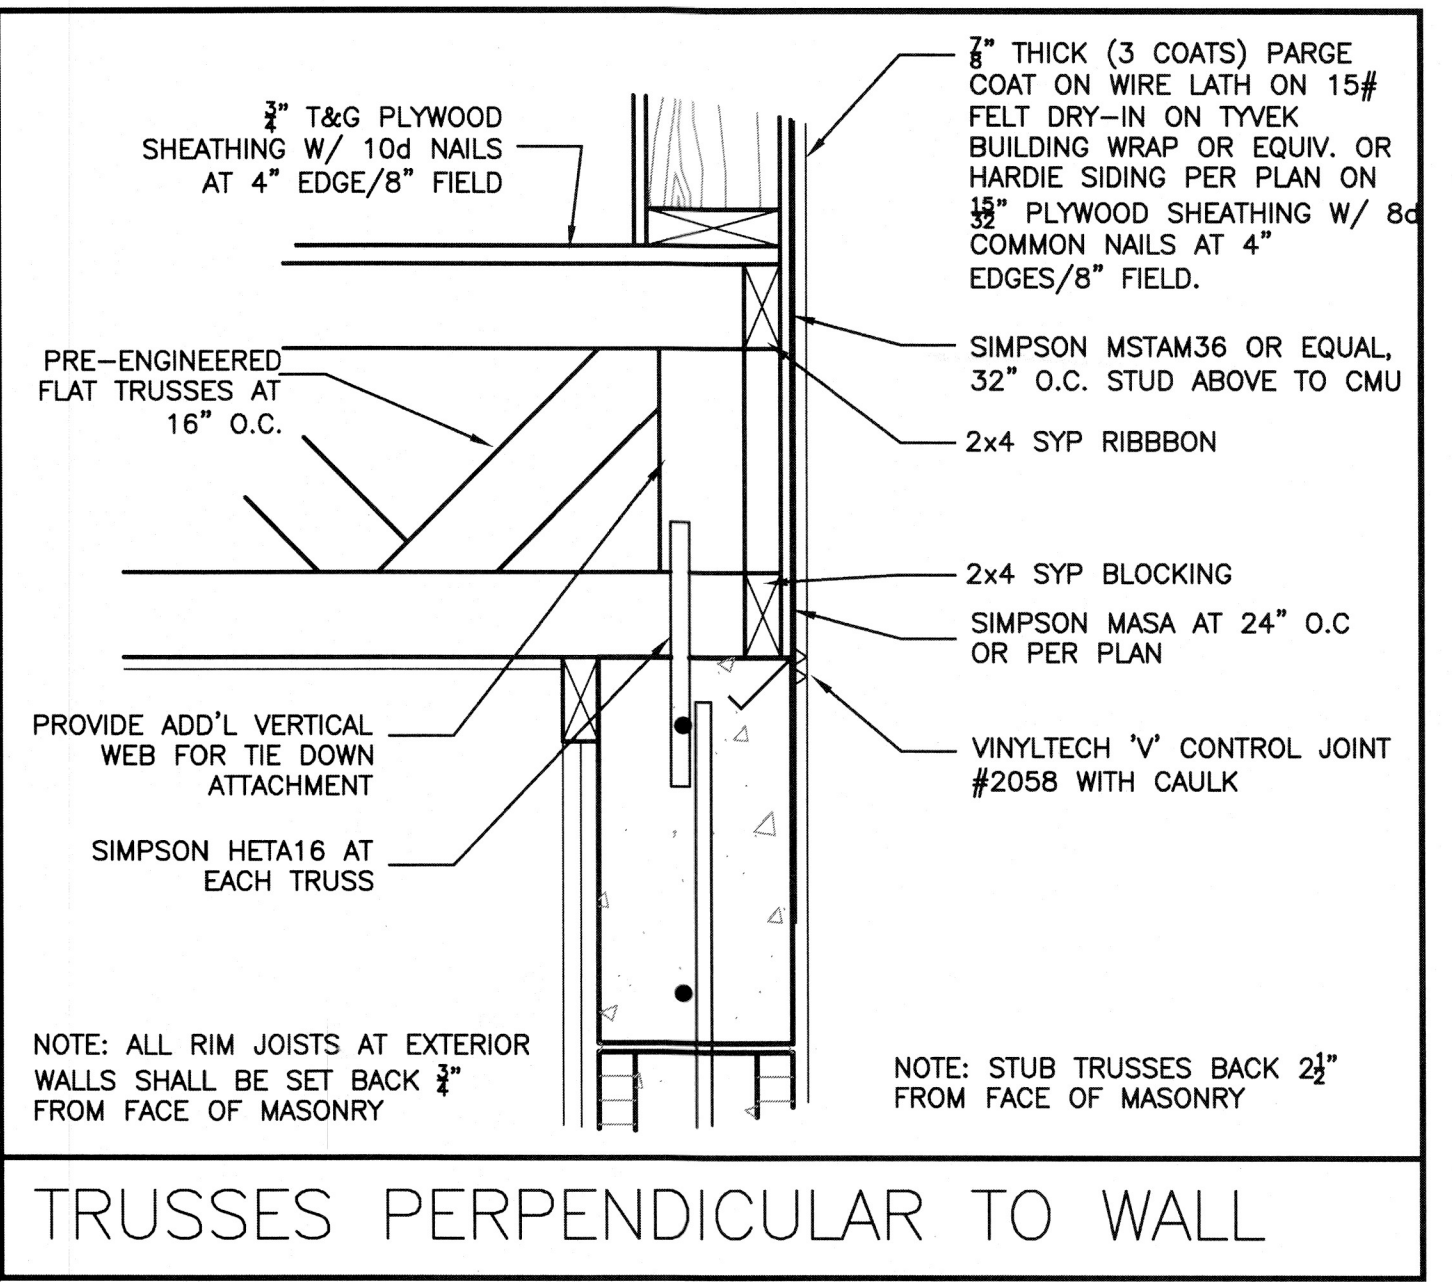 3/4" T&G PLYWOOD
SHEATHING W/ 10d NAILS
AT 4" EDGE/8" FIELD
7/8" THICK (3 COATS) PARGE
COAT ON WIRE LATH ON 15#
FELT DRY-IN ON TYVEK
BUILDING WRAP OR EQUIV. OR
HARDIE SIDING PER PLAN ON
15/32" PLYWOOD SHEATHING W/ 8d
COMMON NAILS AT 4"
EDGES/8" FIELD.
PRE-ENGINEERED
FLAT TRUSSES AT
16" O.C.
SIMPSON MSTAM36 OR EQUAL,
32" O.C. STUD ABOVE TO CMU
2x4 SYP RIBBBON
2x4 SYP BLOCKING
SIMPSON MASA AT 24" O.C
OR PER PLAN
PROVIDE ADD'L VERTICAL
WEB FOR TIE DOWN
ATTACHMENT
VINYLTECH 'V' CONTROL JOINT
#2058 WITH CAULK
SIMPSON HETA16 AT
EACH TRUSS
NOTE: ALL RIM JOISTS AT EXTERIOR
WALLS SHALL BE SET BACK 3/4"
FROM FACE OF MASONRY
NOTE: STUB TRUSSES BACK 2 1/2"
FROM FACE OF MASONRY
TRUSSES PERPENDICULAR TO WALL